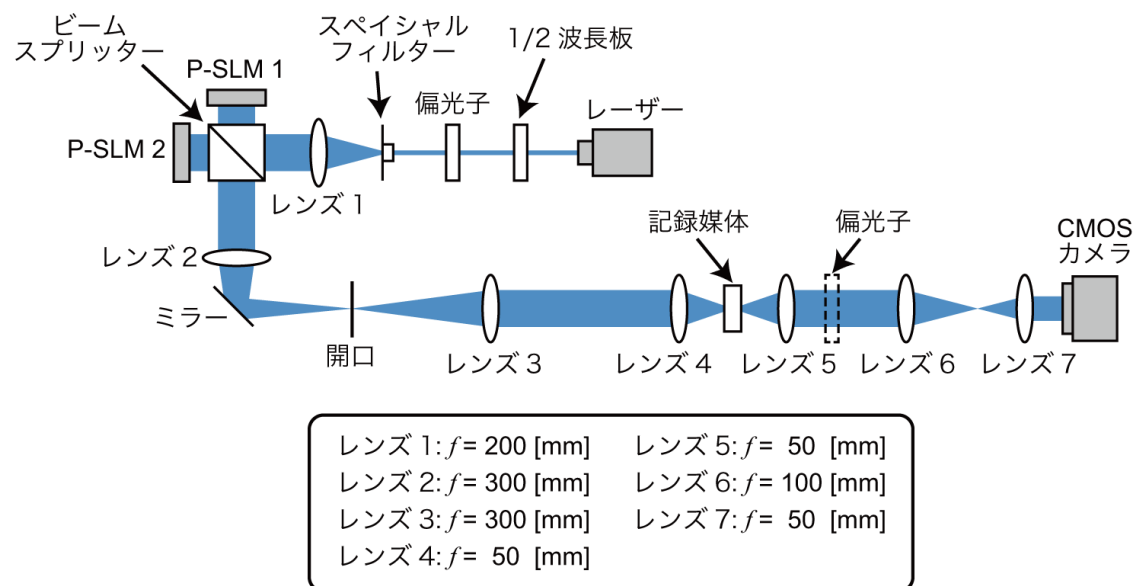 ビーム
スプリッター
スペイシャル
フィルター
1/2 波長板
P-SLM 1
偏光子
レーザー
P-SLM 2
レンズ 1
レンズ 2
記録媒体
偏光子
CMOS
カメラ
ミラー
開口
レンズ 3
レンズ 4
レンズ 5
レンズ 6
レンズ 7
レンズ 1: f = 200 [mm]
レンズ 2: f = 300 [mm]
レンズ 3: f = 300 [mm]
レンズ 4: f = 50 [mm]
レンズ 5: f = 50 [mm]
レンズ 6: f = 100 [mm]
レンズ 7: f = 50 [mm]